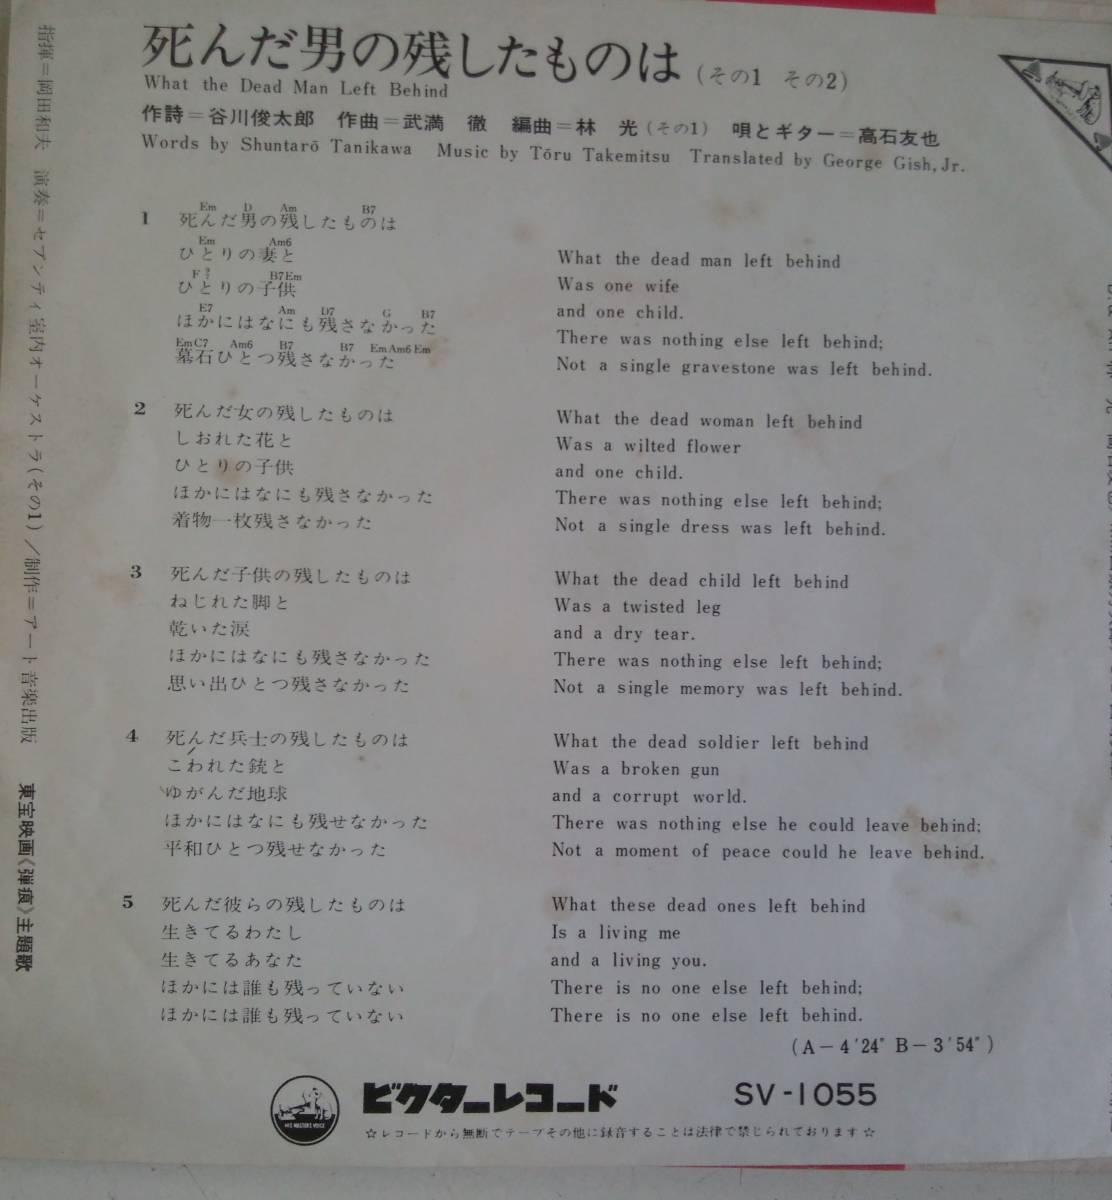 死んだ男の残したものは (その1 その2)
What the Dead Man Left Behind
作詩＝谷川俊太郎 作曲＝武満 徹 編曲＝林 光(その1) 唄とギター＝高石友也
Words by Shuntarō Tanikawa Music by Tōru Takemitsu Translated by George Gish, Jr.
1
Em D Am B7
死んだ男の残したものは
Em Am6
ひとりの妻と
F B7Em
ひとりの子供
E7 Am D7 G B7
ほかにはなにも残さなかった
EmC7 Am6 B7 B7 EmAm6Em
墓石ひとつ残さなかった
What the dead man left behind
Was one wife
and one child.
There was nothing else left behind;
Not a single gravestone was left behind.
2
死んだ女の残したものは
しおれた花と
ひとりの子供
ほかにはなにも残さなかった
着物一枚残さなかった
What the dead woman left behind
Was a wilted flower
and one child.
There was nothing else left behind;
Not a single dress was left behind.
3
死んだ子供の残したものは
ねじれた脚と
乾いた涙
ほかにはなにも残さなかった
思い出ひとつ残さなかった
What the dead child left behind
Was a twisted leg
and a dry tear.
There was nothing else left behind;
Not a single memory was left behind.
4
死んだ兵士の残したものは
こわれた銃と
ゆがんだ地球
ほかにはなにも残せなかった
平和ひとつ残せなかった
What the dead soldier left behind
Was a broken gun
and a corrupt world.
There was nothing else he could leave behind;
Not a moment of peace could he leave behind.
5
死んだ彼らの残したものは
生きてるわたし
生きてるあなた
ほかには誰も残っていない
ほかには誰も残っていない
What these dead ones left behind
Is a living me
and a living you.
There is no one else left behind;
There is no one else left behind.
(A－4′24″ B－3′54″)
指揮＝岡田和夫 演奏＝セブンティ室内オーケストラ(その1)／制作＝アート音楽出版 東宝映画《弾痕》主題歌
HIS MASTERS VOICE
ビクターレコード
SV-1055
☆レコードから無断でテープその他に録音することは法律で禁じられております☆